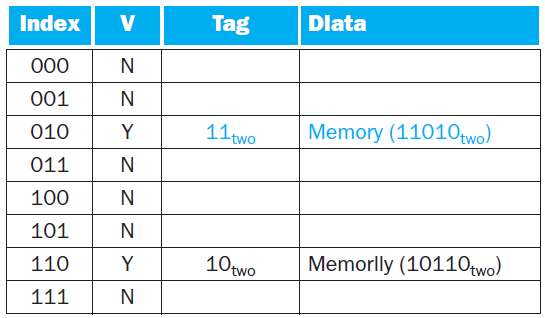 Index V Tag Dlata
000 N
001 N
010 Y 11two Memory (11010two)
011 N
100 N
101 N
110 Y 10two Memorlly (10110two)
111 N